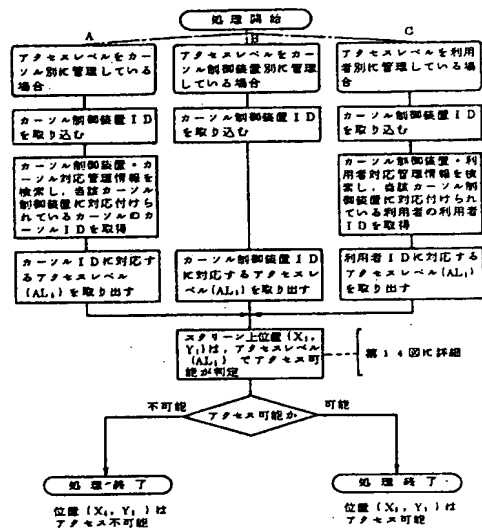 処理開始
A
B
C
アクセスレベルをカ
ーソル別に管理して
いる場合
アクセスレベルをカー
ソル制御装置別に管理
している場合
アクセスレベルを利用
者別に管理している場
合
カーソル制御装置ID
を取り込む
カーソル制御装置ID
を取り込む
カーソル制御装置ID
を取り込む
カーソル制御装置・カ
ーソル対応管理情報を
検索し、当該カーソル
制御装置に対応付けら
れているカーソルのカ
ーソルIDを取得
カーソル制御装置・利
用者対応管理情報を検
索し、当該カーソル制
御装置に対応付けられ
ている利用者の利用者
IDを取得
カーソルIDに対応す
るアクセスレベル
(ALi)を取り出す
カーソル制御装置ID
に対応するアクセスレ
ベル(ALi)を取り出す
利用者IDに対応する
アクセスレベル(ALi)
を取り出す
スクリーン上位置(Xi,
Yi)は、アクセスレベル
(ALi)でアクセス可
能か判定
第14図に詳細
不可能
アクセス可能か
可能
処理終了
処理終了
位置(Xi, Yi)は
アクセス不可能
位置(Xi, Yi)は
アクセス可能